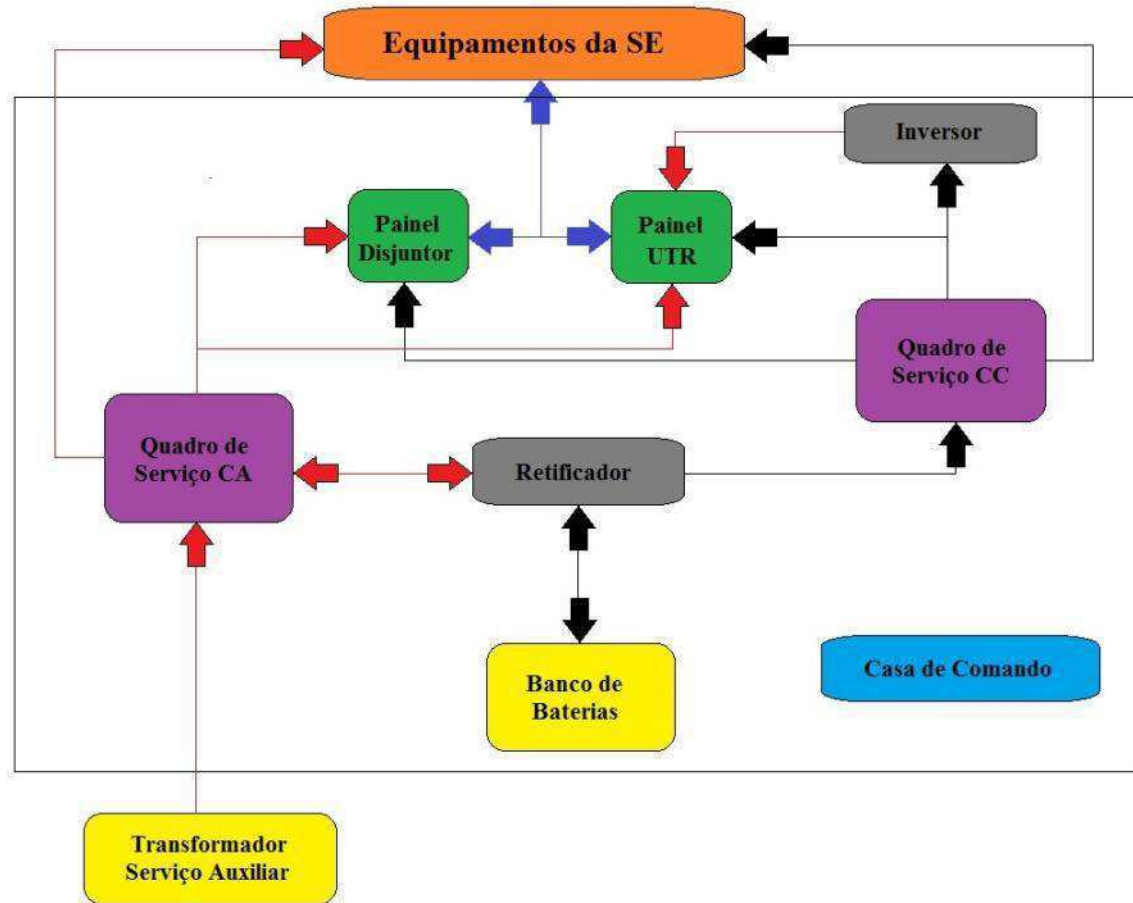 Equipamentos da SE
Inversor
Painel
Disjuntor
Painel
UTR
Quadro de
Serviço CC
Quadro de
Serviço CA
Retificador
Banco de
Baterias
Casa de Comando
Transformador
Serviço Auxiliar